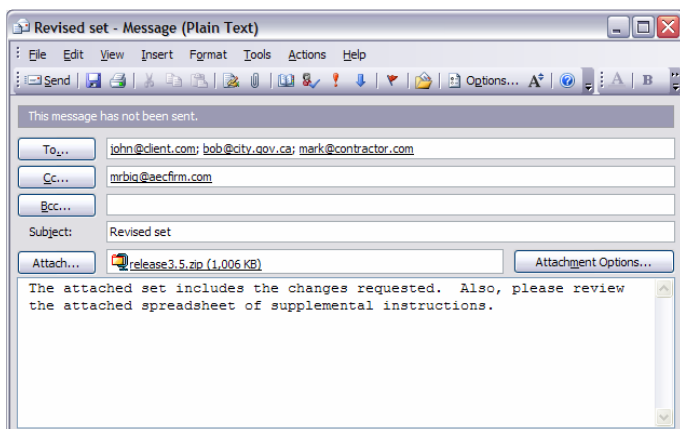 Revised set - Message (Plain Text)
File Edit View Insert Format Tools Actions Help
Send Options... A B
This message has not been sent.
To... john@client.com; bob@city.gov.ca; mark@contractor.com
Cc... mrbig@aecfirm.com
Bcc...
Subject: Revised set
Attach... release3.5.zip (1,006 KB) Attachment Options...
The attached set includes the changes requested. Also, please review
the attached spreadsheet of supplemental instructions.